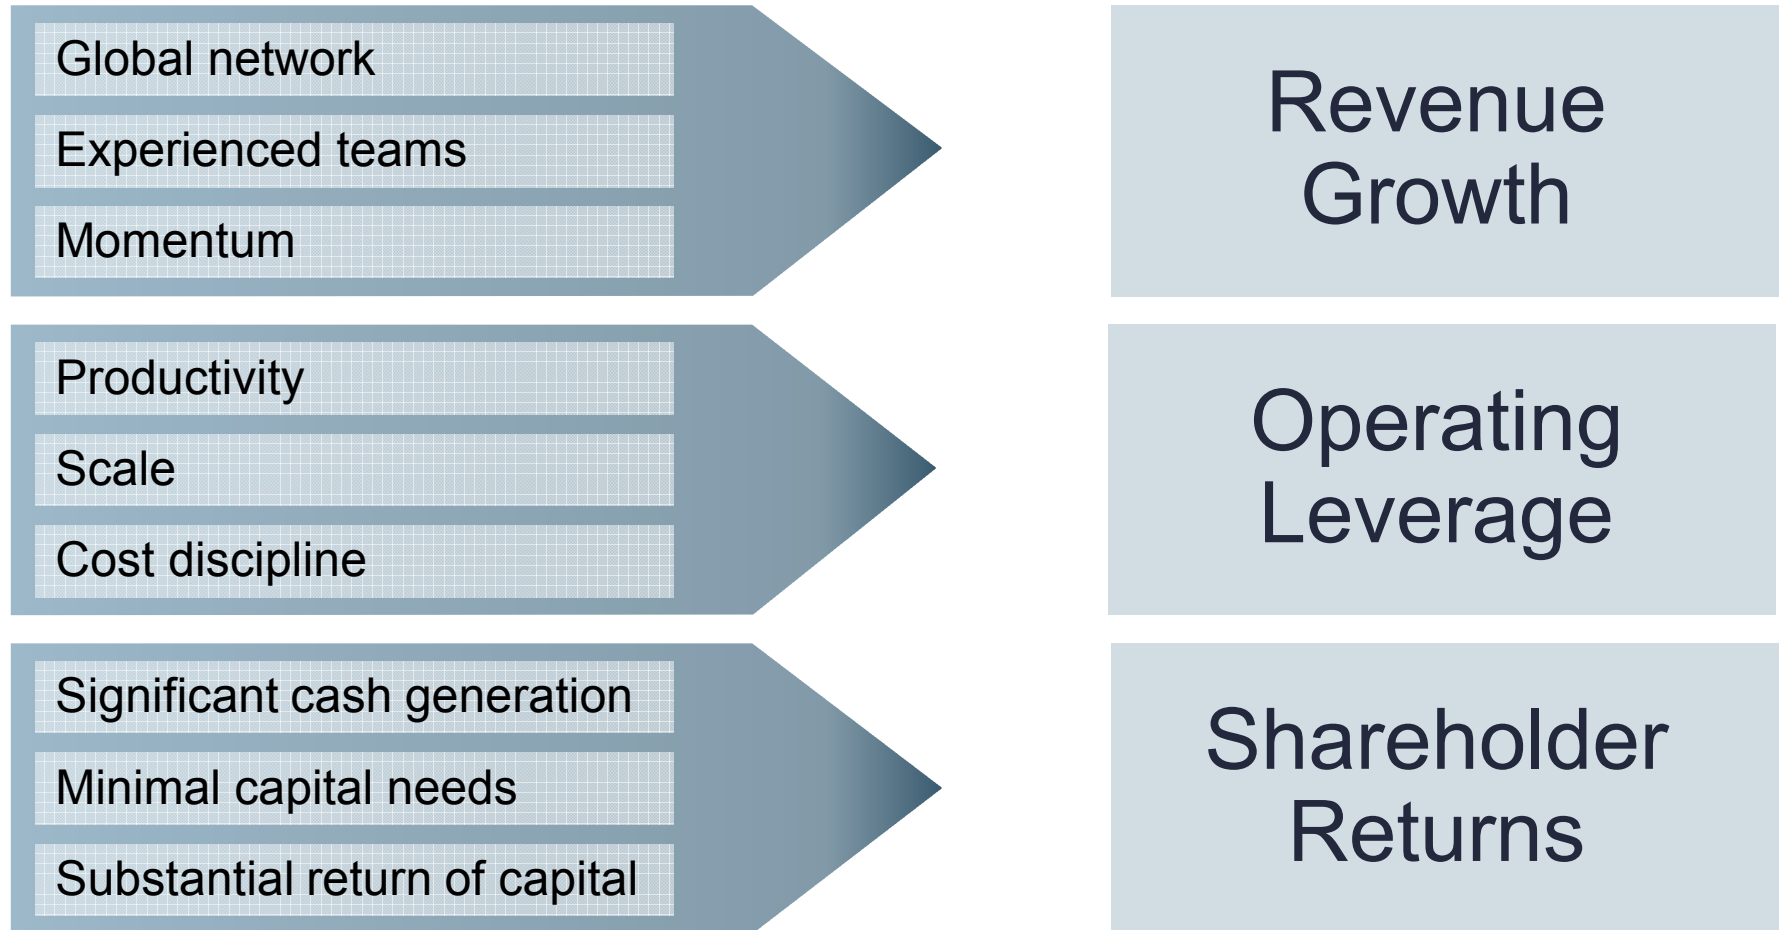 Global network
Experienced teams
Momentum
Revenue
Growth
Productivity
Scale
Cost discipline
Operating
Leverage
Significant cash generation
Minimal capital needs
Substantial return of capital
Shareholder
Returns